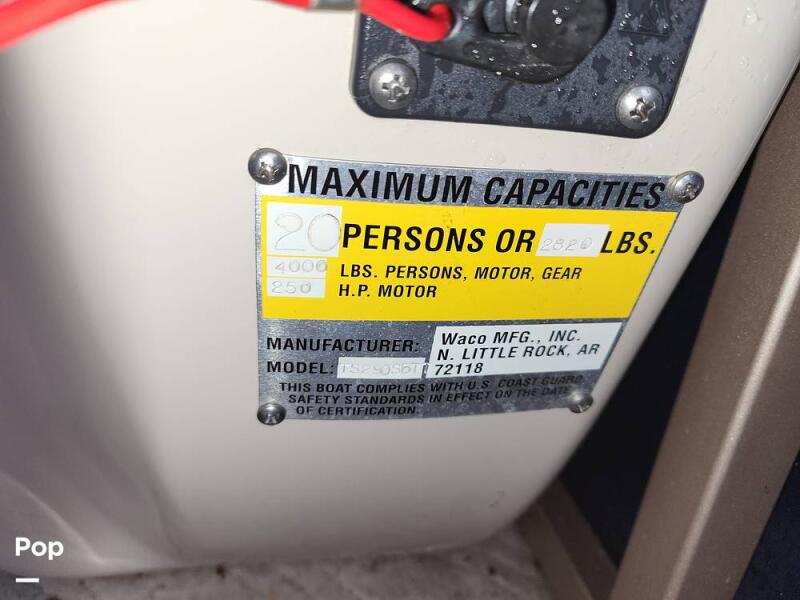 MAXIMUM CAPACITIES
20 PERSONS OR 2820 LBS.
4000 LBS. PERSONS, MOTOR, GEAR
250 H.P. MOTOR
MANUFACTURER: Waco MFG., INC.
N. LITTLE ROCK, AR
MODEL: 72118
THIS BOAT COMPLIES WITH U.S. COAST GUARD
SAFETY STANDARDS IN EFFECT ON THE DATE
OF CERTIFICATION.
Pop